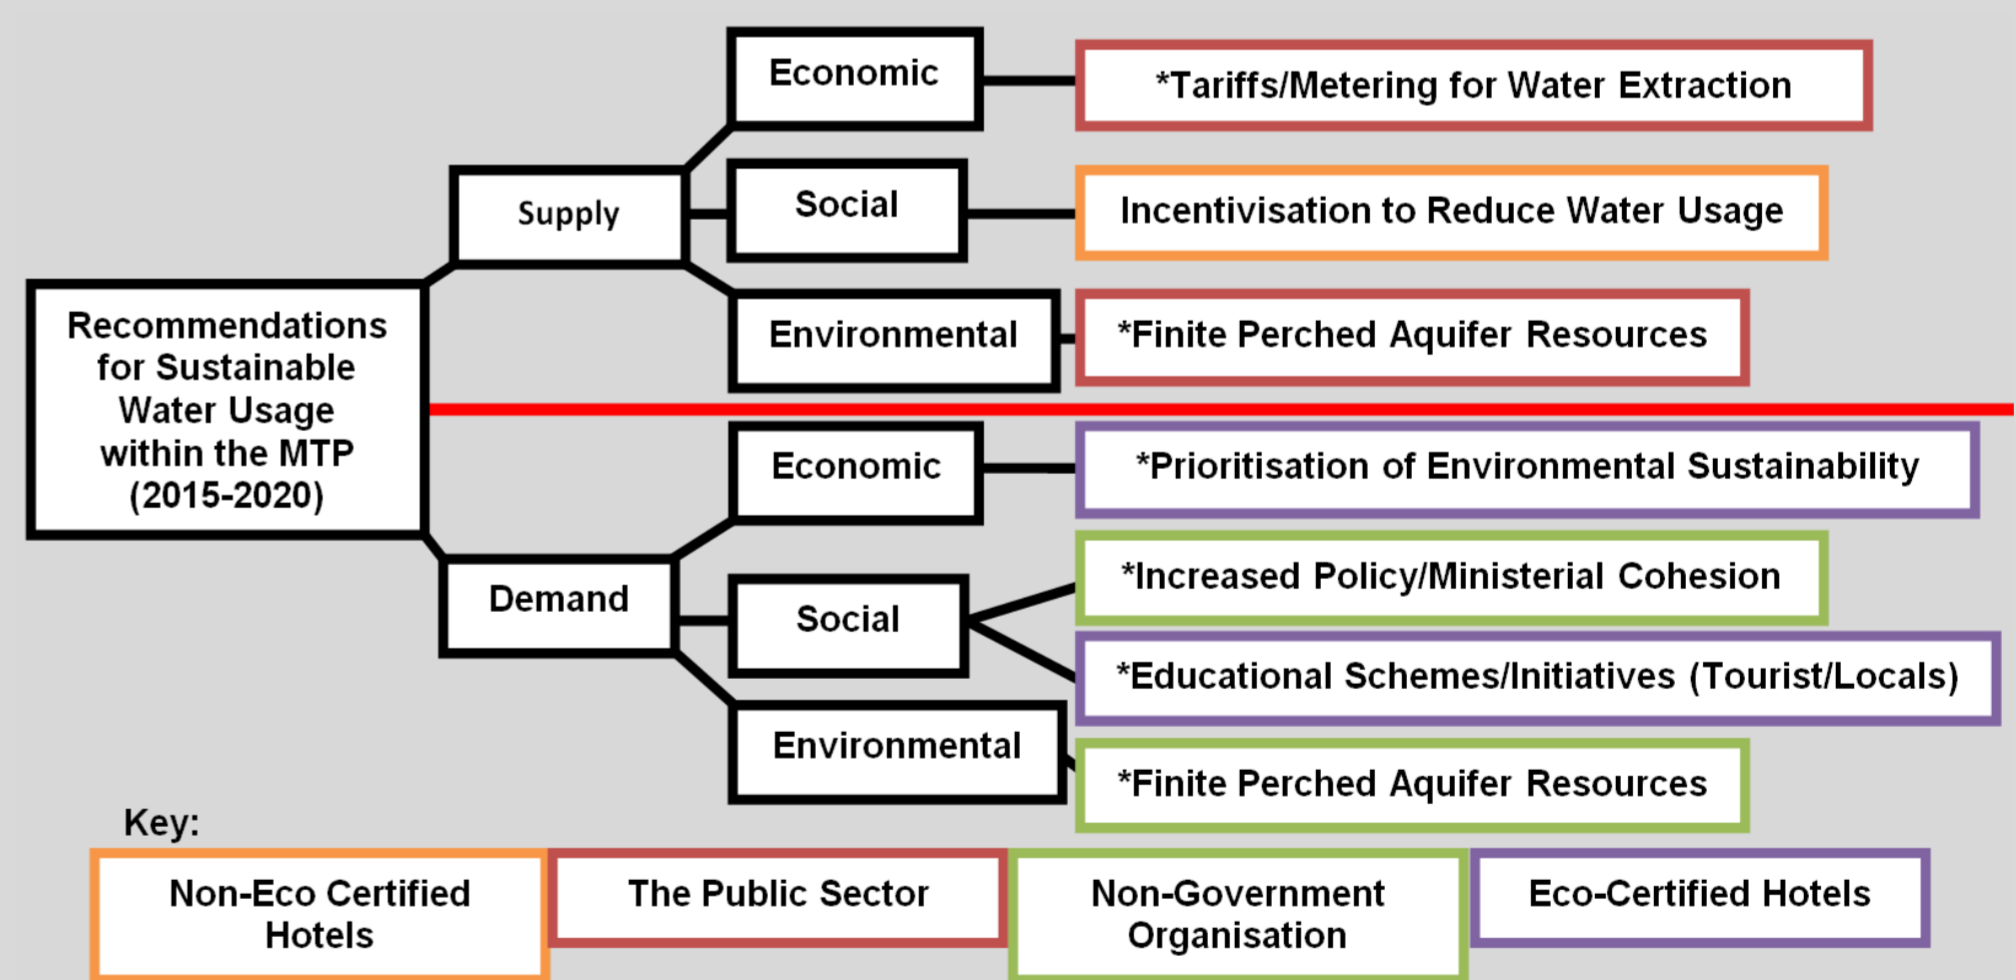 Economic
*Tariffs/Metering for Water Extraction
Supply
Social
Incentivisation to Reduce Water Usage
Environmental
*Finite Perched Aquifer Resources
Recommendations
for Sustainable
Water Usage
within the MTP
(2015-2020)
Economic
*Prioritisation of Environmental Sustainability
Demand
Social
*Increased Policy/Ministerial Cohesion
*Educational Schemes/Initiatives (Tourist/Locals)
Environmental
*Finite Perched Aquifer Resources
Key:
Non-Eco Certified
Hotels
The Public Sector
Non-Government
Organisation
Eco-Certified Hotels